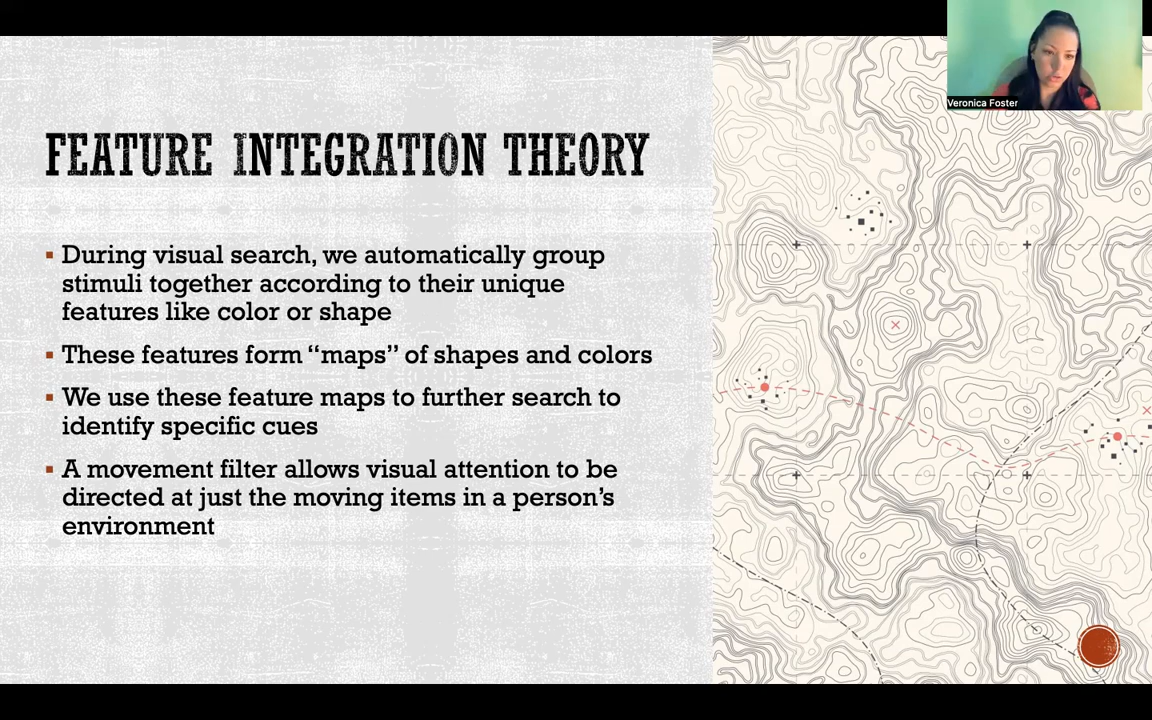 Veronica Foster
FEATURE INTEGRATION THEORY
▪ During visual search, we automatically group
stimuli together according to their unique
features like color or shape
▪ These features form “maps” of shapes and colors
▪ We use these feature maps to further search to
identify specific cues
▪ A movement filter allows visual attention to be
directed at just the moving items in a person’s
environment